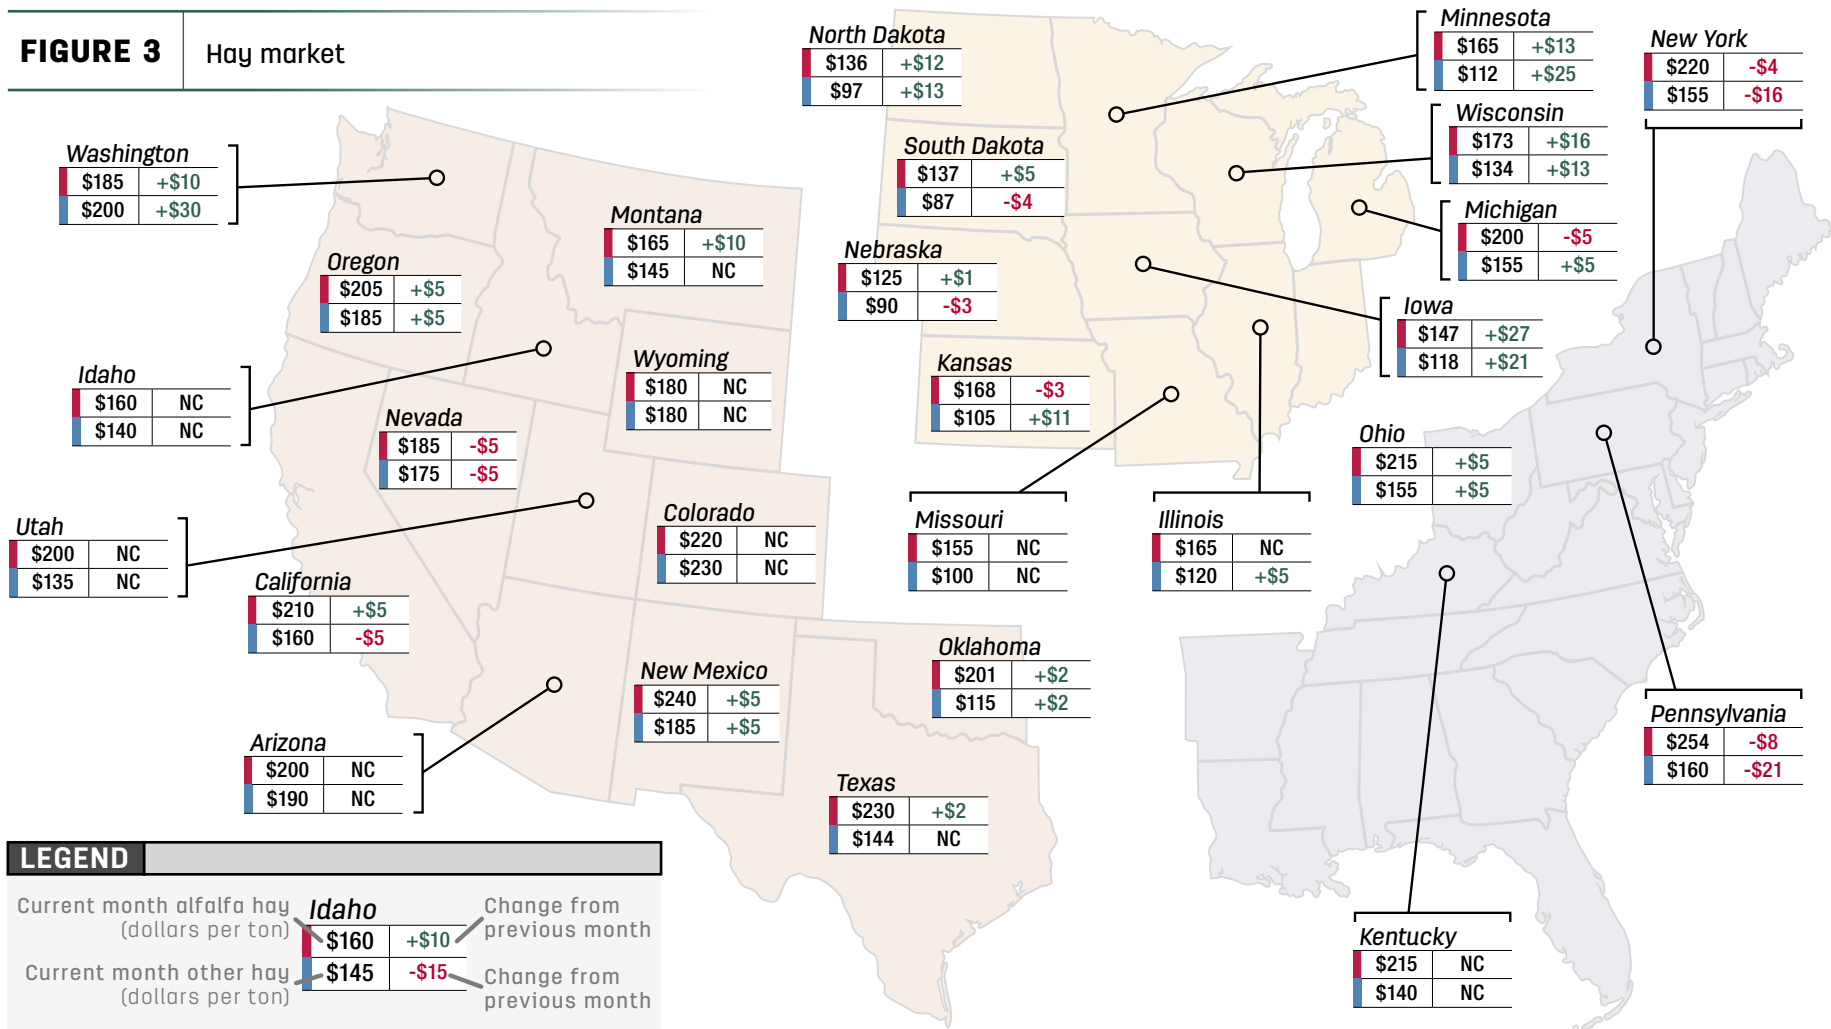 FIGURE 3
Hay market
Washington
$185 +$10
$200 +$30
Oregon
$205 +$5
$185 +$5
Montana
$165 +$10
$145 NC
Idaho
$160 NC
$140 NC
Wyoming
$180 NC
$180 NC
Nevada
$185 -$5
$175 -$5
Utah
$200 NC
$135 NC
Colorado
$220 NC
$230 NC
California
$210 +$5
$160 -$5
New Mexico
$240 +$5
$185 +$5
Arizona
$200 NC
$190 NC
Texas
$230 +$2
$144 NC
Oklahoma
$201 +$2
$115 +$2
North Dakota
$136 +$12
$97 +$13
South Dakota
$137 +$5
$87 -$4
Nebraska
$125 +$1
$90 -$3
Kansas
$168 -$3
$105 +$11
Minnesota
$165 +$13
$112 +$25
Wisconsin
$173 +$16
$134 +$13
Michigan
$200 -$5
$155 +$5
Iowa
$147 +$27
$118 +$21
Missouri
$155 NC
$100 NC
Illinois
$165 NC
$120 +$5
New York
$220 -$4
$155 -$16
Ohio
$215 +$5
$155 +$5
Pennsylvania
$254 -$8
$160 -$21
Kentucky
$215 NC
$140 NC
LEGEND
Current month alfalfa hay
(dollars per ton)
Current month other hay
(dollars per ton)
Idaho
$160 +$10
$145 -$15
Change from
previous month
Change from
previous month